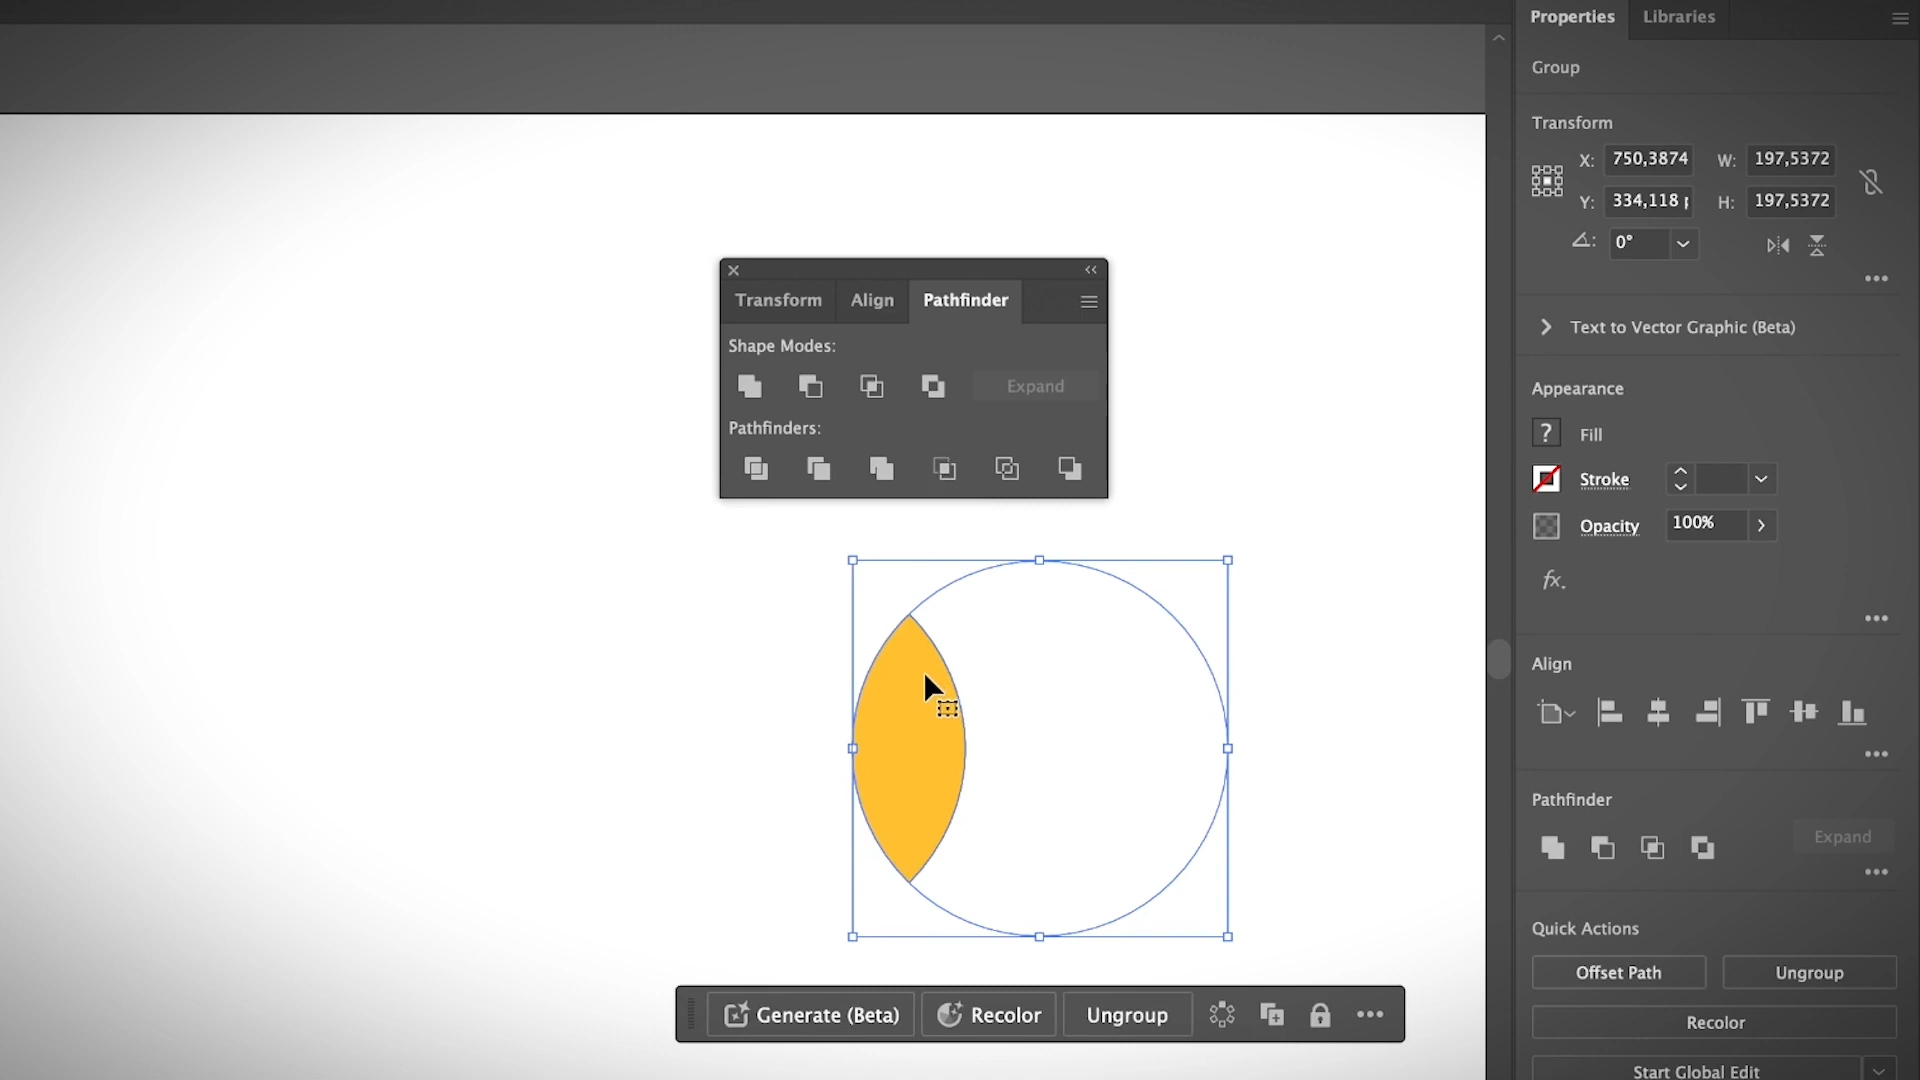 Properties
Libraries
Group
Transform
X: 750,3874
W: 197,5372
Y: 334,118 p
H: 197,5372
0°
Text to Vector Graphic (Beta)
Appearance
? Fill
Stroke
Opacity 100%
fx.
Align
Pathfinder
Expand
Quick Actions
Offset Path
Ungroup
Recolor
Start Global Edit
Transform
Align
Pathfinder
Shape Modes:
Expand
Pathfinders:
Generate (Beta)
Recolor
Ungroup